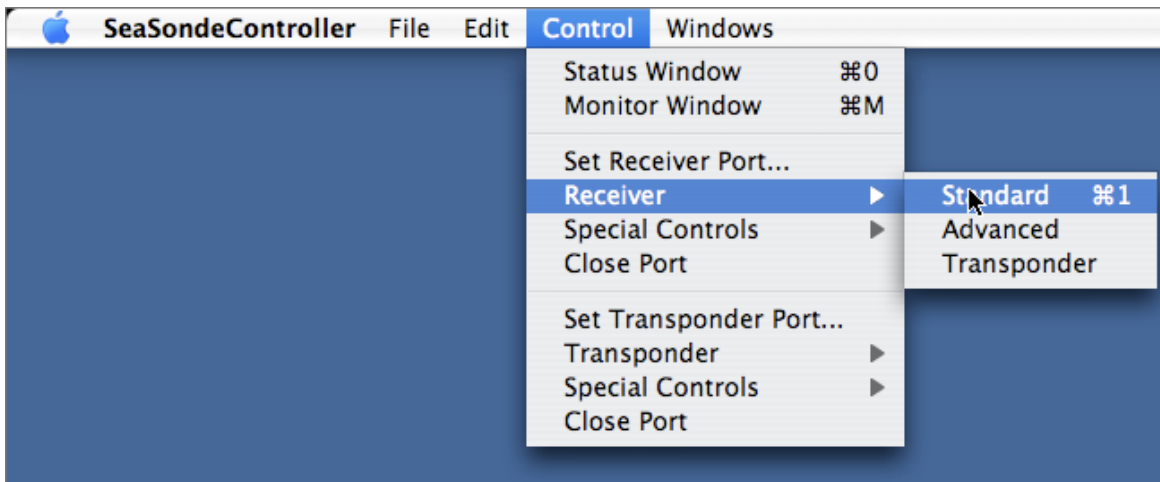 SeaSondeController File Edit Control Windows
Status Window ⌘0
Monitor Window ⌘M
Set Receiver Port...
Receiver
Standard ⌘1
Special Controls
Advanced
Close Port
Transponder
Set Transponder Port...
Transponder
Special Controls
Close Port